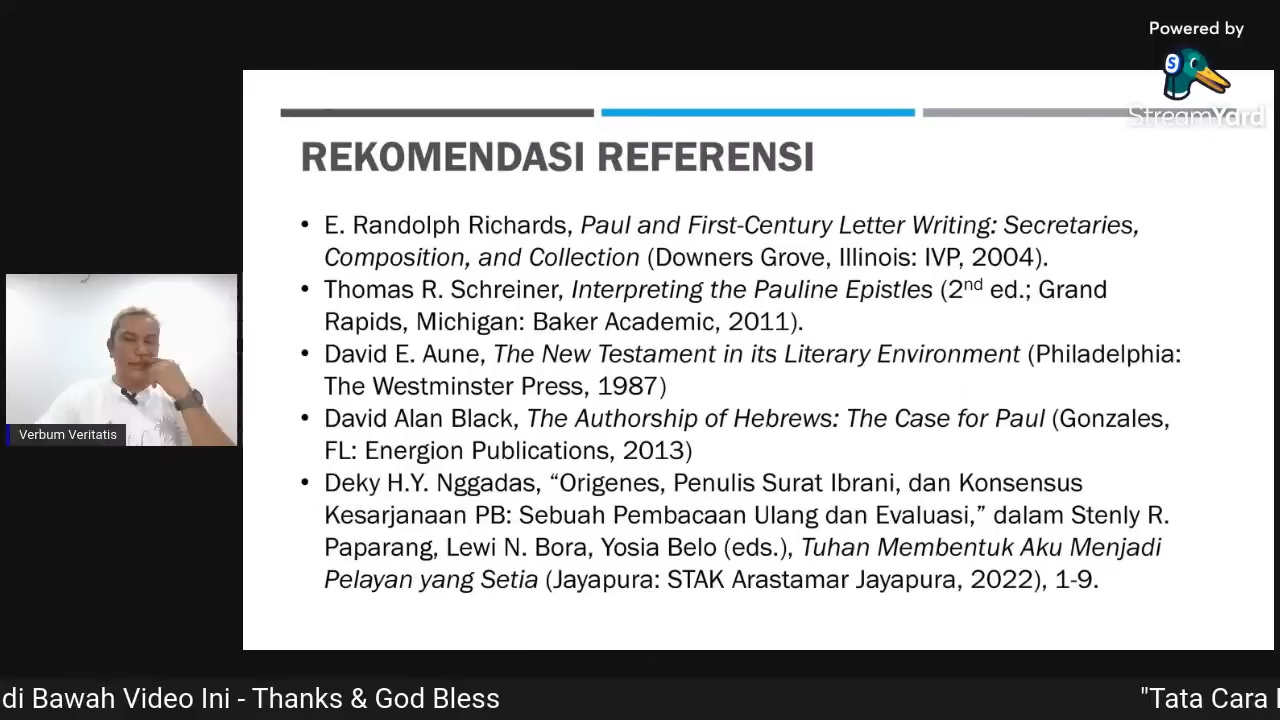 Powered by
StreamYard
REKOMENDASI REFERENSI
• E. Randolph Richards, Paul and First-Century Letter Writing: Secretaries,
Composition, and Collection (Downers Grove, Illinois: IVP, 2004).
• Thomas R. Schreiner, Interpreting the Pauline Epistles (2nd ed.; Grand
Rapids, Michigan: Baker Academic, 2011).
• David E. Aune, The New Testament in its Literary Environment (Philadelphia:
The Westminster Press, 1987)
• David Alan Black, The Authorship of Hebrews: The Case for Paul (Gonzales,
FL: Energion Publications, 2013)
• Deky H.Y. Nggadas, “Origenes, Penulis Surat Ibrani, dan Konsensus
Kesarjanaan PB: Sebuah Pembacaan Ulang dan Evaluasi,” dalam Stenly R.
Paparang, Lewi N. Bora, Yosia Belo (eds.), Tuhan Membentuk Aku Menjadi
Pelayan yang Setia (Jayapura: STAK Arastamar Jayapura, 2022), 1-9.
Verbum Veritatis
di Bawah Video Ini - Thanks & God Bless
"Tata Cara